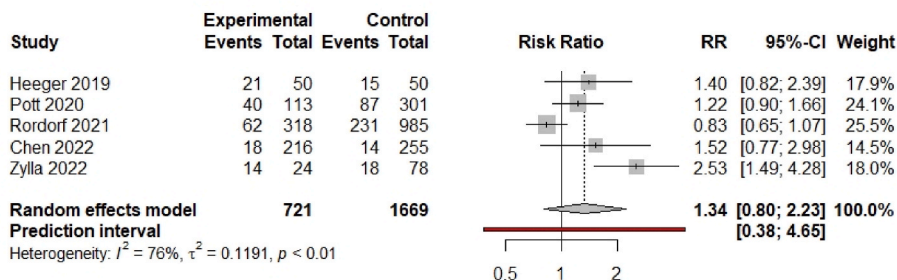 Experimental Control
Study Events Total Events Total Risk Ratio RR 95%-CI Weight
Heeger 2019 21 50 15 50 1.40 [0.82; 2.39] 17.9%
Pott 2020 40 113 87 301 1.22 [0.90; 1.66] 24.1%
Rordorf 2021 62 318 231 985 0.83 [0.65; 1.07] 25.5%
Chen 2022 18 216 14 255 1.52 [0.77; 2.98] 14.5%
Zylla 2022 14 24 18 78 2.53 [1.49; 4.28] 18.0%
Random effects model 721 1669 1.34 [0.80; 2.23] 100.0%
Prediction interval [0.38; 4.65]
Heterogeneity: I² = 76%, τ² = 0.1191, p < 0.01
0.5 1 2